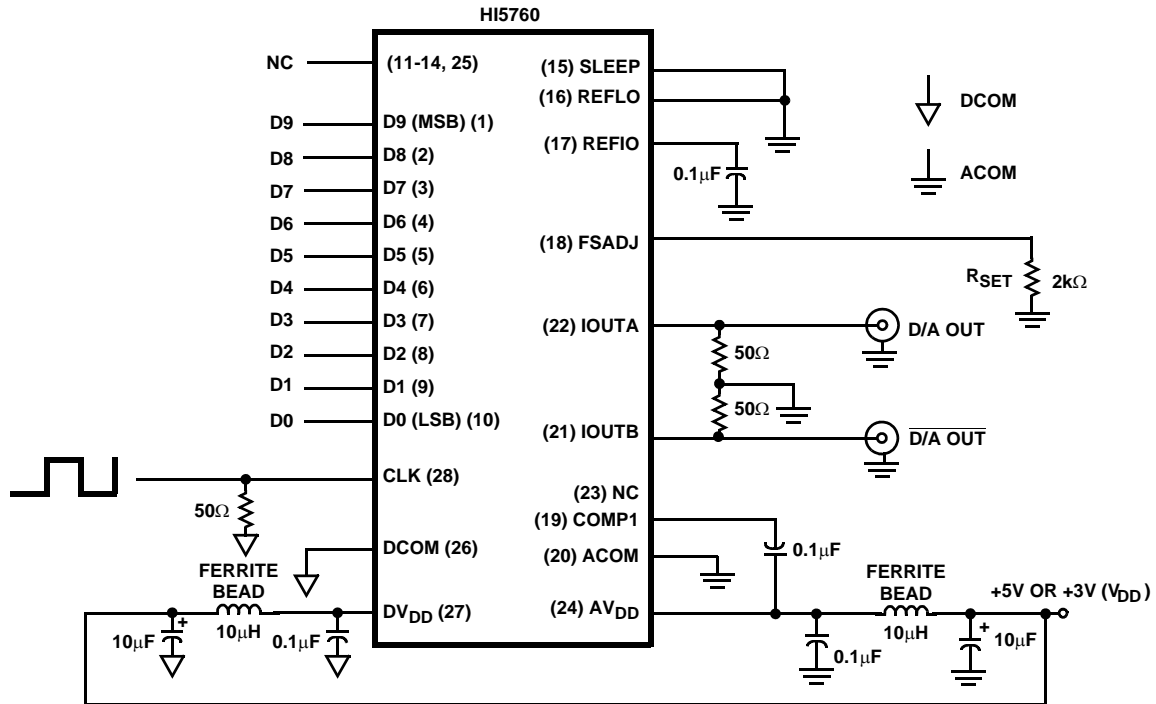 HI5760
NC
(11-14, 25)
D9
D9 (MSB) (1)
D8
D8 (2)
D7
D7 (3)
D6
D6 (4)
D5
D5 (5)
D4
D4 (6)
D3
D3 (7)
D2
D2 (8)
D1
D1 (9)
D0
D0 (LSB) (10)
CLK (28)
50Ω
DCOM (26)
FERRITE
BEAD
10µH
10µF
+
0.1µF
DVDD (27)
(15) SLEEP
(16) REFLO
(17) REFIO
0.1µF
(18) FSADJ
RSET
2kΩ
(22) IOUTA
D/A OUT
50Ω
50Ω
(21) IOUTB
D/A OUT
(23) NC
(19) COMP1
0.1µF
(20) ACOM
(24) AVDD
0.1µF
FERRITE
BEAD
10µH
+
10µF
+5V OR +3V (VDD)
DCOM
ACOM